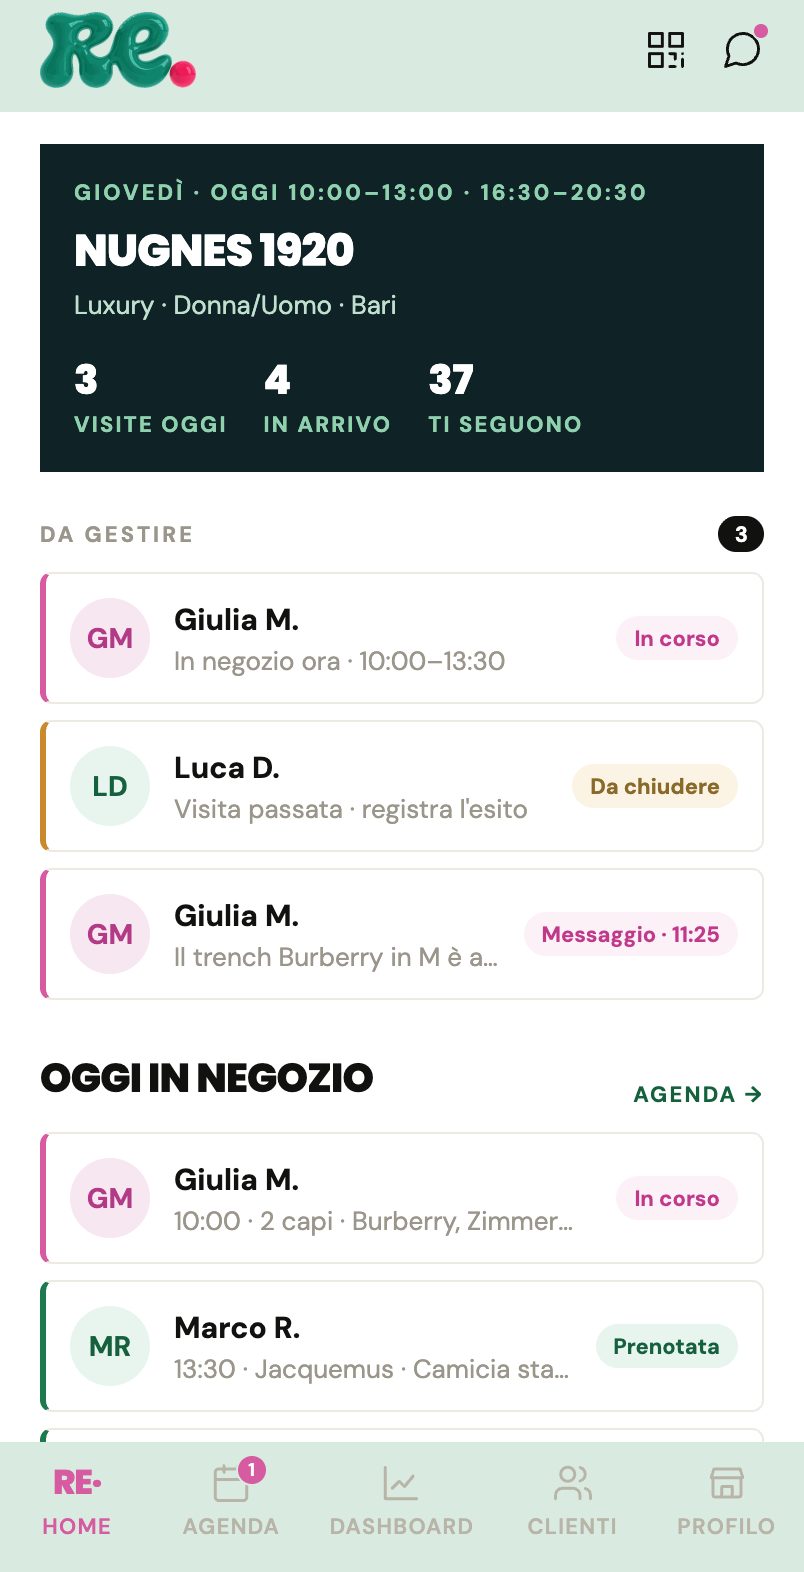 Re.
GIOVEDÌ · OGGI 10:00–13:00 · 16:30–20:30
NUGNES 1920
Luxury · Donna/Uomo · Bari
3 4 37
VISITE OGGI IN ARRIVO TI SEGUONO
DA GESTIRE 3
GM Giulia M.
In negozio ora · 10:00–13:30
In corso
LD Luca D.
Visita passata · registra l'esito
Da chiudere
GM Giulia M.
Il trench Burberry in M è a...
Messaggio · 11:25
OGGI IN NEGOZIO
AGENDA →
GM Giulia M.
10:00 · 2 capi · Burberry, Zimmer...
In corso
MR Marco R.
13:30 · Jacquemus · Camicia sta...
Prenotata
RE· 1
HOME AGENDA DASHBOARD CLIENTI PROFILO